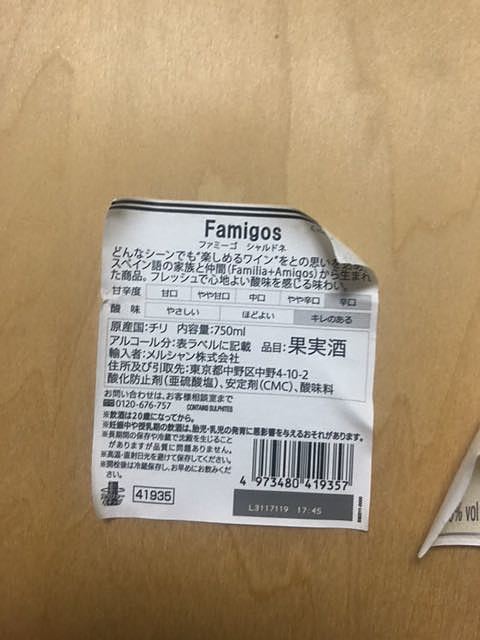 Famigos
ファミーゴ シャルドネ
どんなシーンでも"楽しめるワイン"をとの思いを込め
スペイン語の家族と仲間(Familia+Amigos)から生まれ
た商品。フレッシュで心地よい酸味を感じる味わい。
甘辛度 甘口 やや甘口 中口 やや辛口 辛口
酸味 やさしい ほどよい キレのある
原産国:チリ 内容量:750ml
アルコール分:表ラベルに記載 品目:果実酒
輸入者:メルシャン株式会社
住所及び引取先:東京都中野区中野4-10-2
酸化防止剤(亜硫酸塩)、安定剤(CMC)、酸味料
お問い合わせは、お客様相談室まで
0120-676-757 CONTAINS SULPHITES
※飲酒は20歳になってから。
※妊娠中や授乳期の飲酒は、胎児・乳児の発育に悪影響を与えるおそれがあります。
※長期間の保存や冷蔵で沈殿を生じること
がありますが品質に問題ありません。
※高温・直射日光を避けて保存してください。
※開栓後は冷蔵保存し、お早めにお飲みくだ
さい。
4 973480 419357
41935
L3117119 17:45
% vol